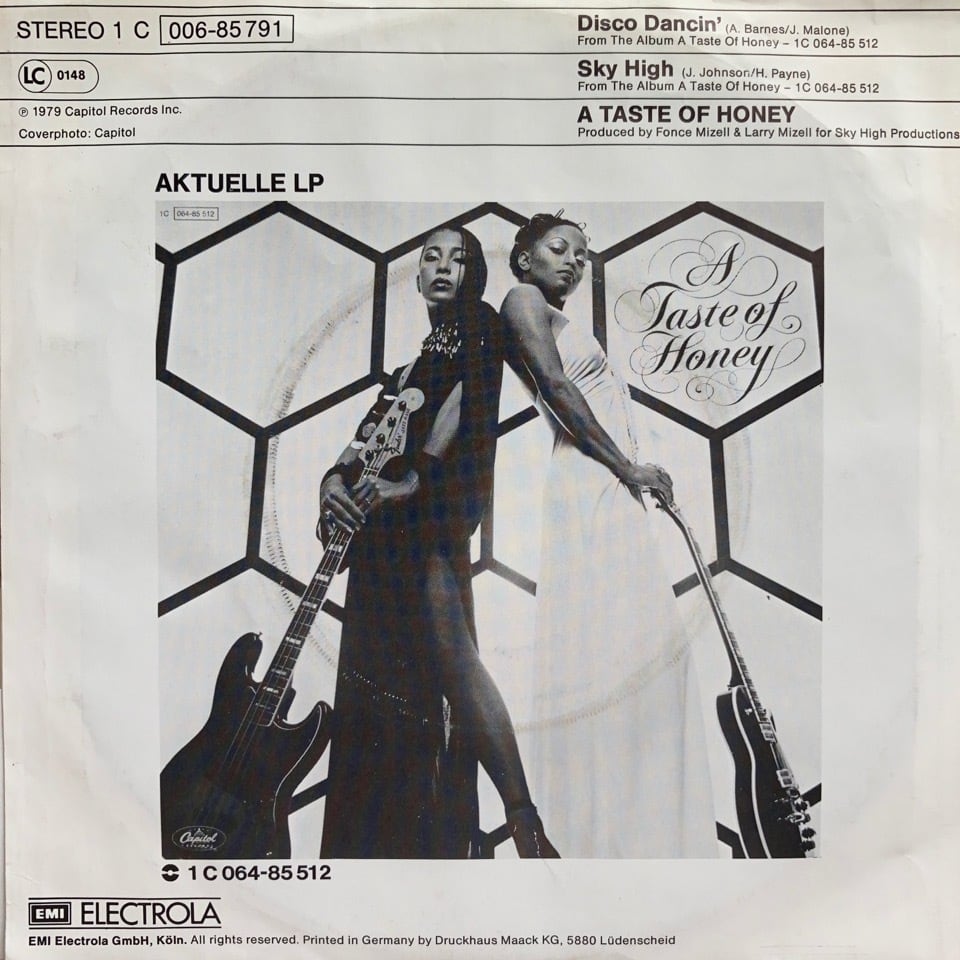 STEREO 1 C 006-85791
LC 0148
℗ 1979 Capitol Records Inc.
Coverphoto: Capitol
Disco Dancin' (A. Barnes/J. Malone)
From The Album A Taste Of Honey – 1C 064-85 512
Sky High (J. Johnson/H. Payne)
From The Album A Taste Of Honey – 1C 064-85 512
A TASTE OF HONEY
Produced by Fonce Mizell & Larry Mizell for Sky High Productions
AKTUELLE LP
1C 064-85 512
A
Taste of
Honey
Fender
Capitol
RECORDS
1 C 064-85 512
EMI ELECTROLA
EMI Electrola GmbH, Köln. All rights reserved. Printed in Germany by Druckhaus Maack KG, 5880 Lüdenscheid